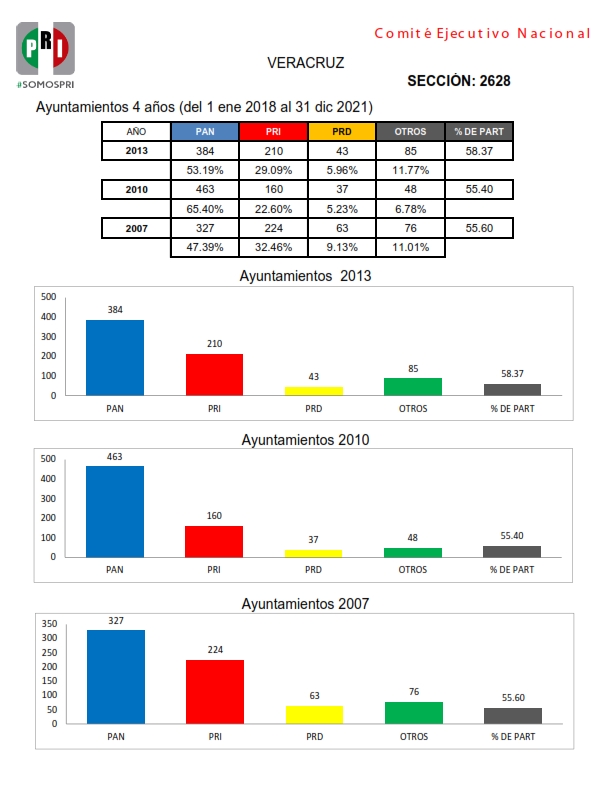 Comité Ejecutivo Nacional
PRI
#SOMOSPRI
VERACRUZ
SECCIÓN: 2628
Ayuntamientos 4 años (del 1 ene 2018 al 31 dic 2021)
AÑO PAN PRI PRD OTROS % DE PART
2013 384 210 43 85 58.37
53.19% 29.09% 5.96% 11.77%
2010 463 160 37 48 55.40
65.40% 22.60% 5.23% 6.78%
2007 327 224 63 76 55.60
47.39% 32.46% 9.13% 11.01%
Ayuntamientos 2013
500
400
300
200
100
0
384 210 43 85 58.37
PAN PRI PRD OTROS % DE PART
Ayuntamientos 2010
500
400
300
200
100
0
463 160 37 48 55.40
PAN PRI PRD OTROS % DE PART
Ayuntamientos 2007
350
300
250
200
150
100
50
0
327 224 63 76 55.60
PAN PRI PRD OTROS % DE PART